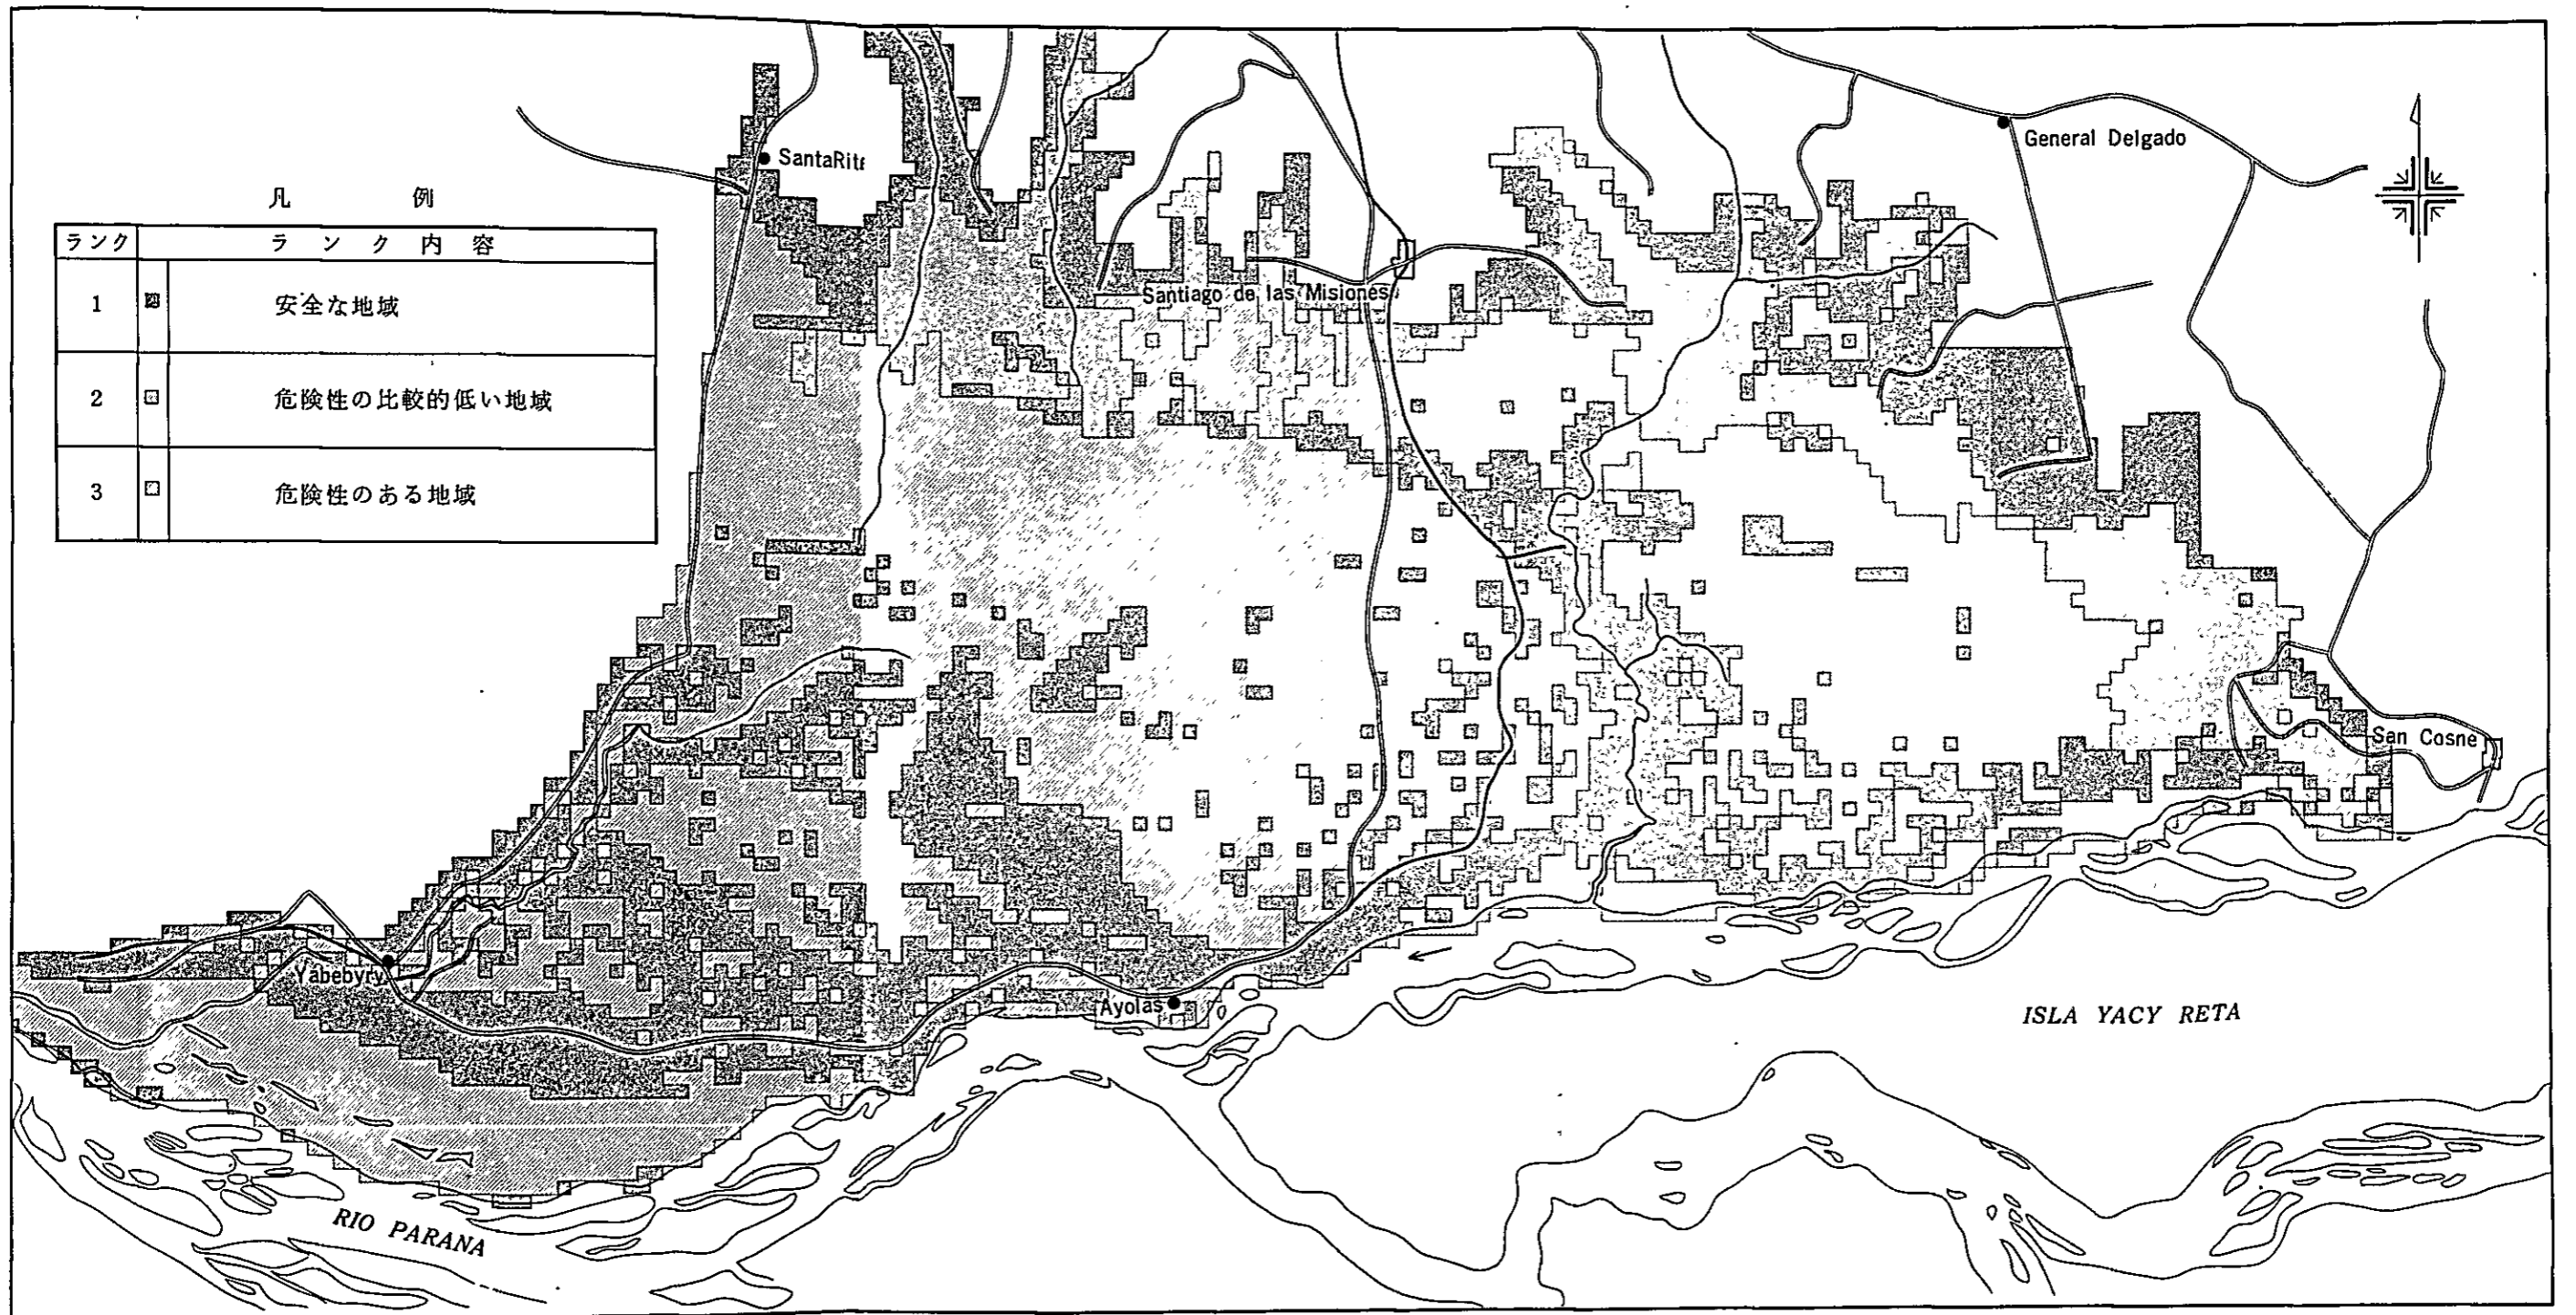 凡 例
ランク ランク内容
1 安全な地域
2 危険性の比較的低い地域
3 危険性のある地域
SantaRita
General Delgado
Santiago de las Misiones
San Cosne
Yabebyry
Ayolas
ISLA YACY RETA
RIO PARANA